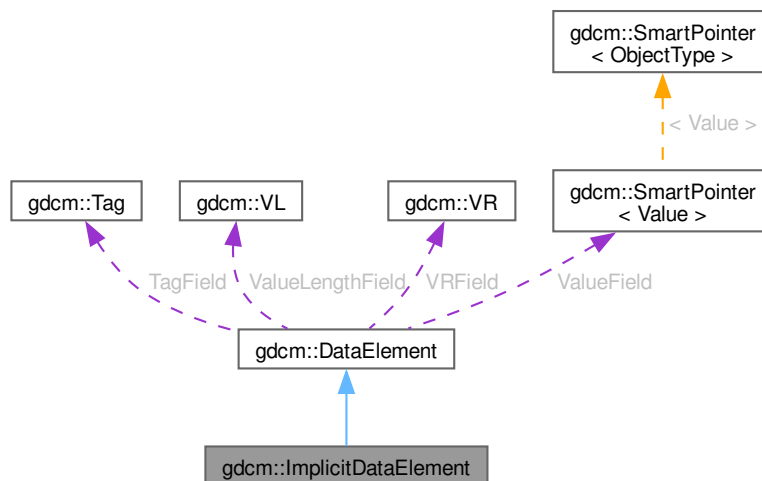 gdcm::SmartPointer
< ObjectType >
< Value >
gdcm::Tag
gdcm::VL
gdcm::VR
gdcm::SmartPointer
< Value >
TagField
ValueLengthField
VRField
ValueField
gdcm::DataElement
gdcm::ImplicitDataElement